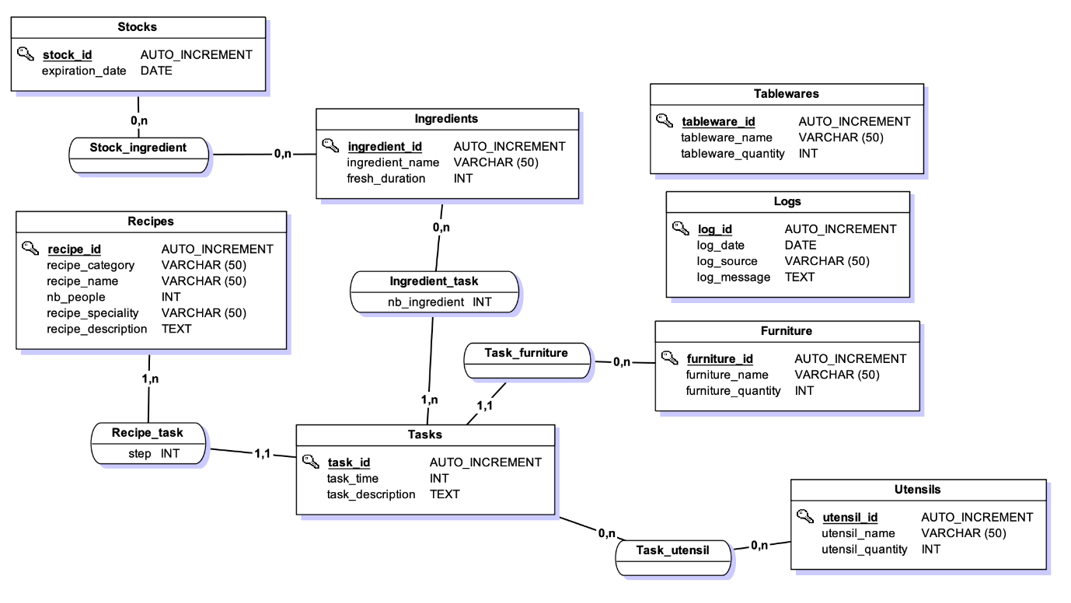 Stocks
stock_id AUTO_INCREMENT
expiration_date DATE
0,n
Stock_ingredient
0,n
Ingredients
ingredient_id AUTO_INCREMENT
ingredient_name VARCHAR (50)
fresh_duration INT
Tablewares
tableware_id AUTO_INCREMENT
tableware_name VARCHAR (50)
tableware_quantity INT
Logs
log_id AUTO_INCREMENT
log_date DATE
log_source VARCHAR (50)
log_message TEXT
Recipes
recipe_id AUTO_INCREMENT
recipe_category VARCHAR (50)
recipe_name VARCHAR (50)
nb_people INT
recipe_speciality VARCHAR (50)
recipe_description TEXT
0,n
Ingredient_task
nb_ingredient INT
Task_furniture
0,n
Furniture
furniture_id AUTO_INCREMENT
furniture_name VARCHAR (50)
furniture_quantity INT
1,n
1,n
1,1
Recipe_task
step INT
1,1
Tasks
task_id AUTO_INCREMENT
task_time INT
task_description TEXT
0,n
Task_utensil
0,n
Utensils
utensil_id AUTO_INCREMENT
utensil_name VARCHAR (50)
utensil_quantity INT